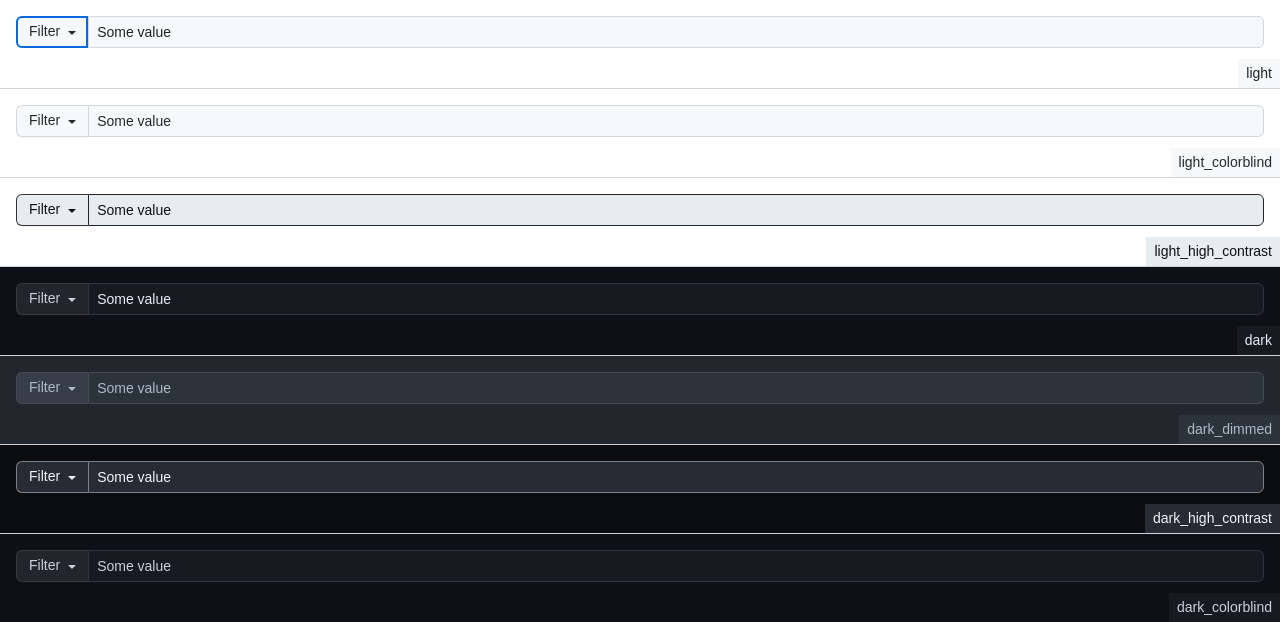 Filter Some value
light
Filter Some value
light_colorblind
Filter Some value
light_high_contrast
Filter Some value
dark
Filter Some value
dark_dimmed
Filter Some value
dark_high_contrast
Filter Some value
dark_colorblind